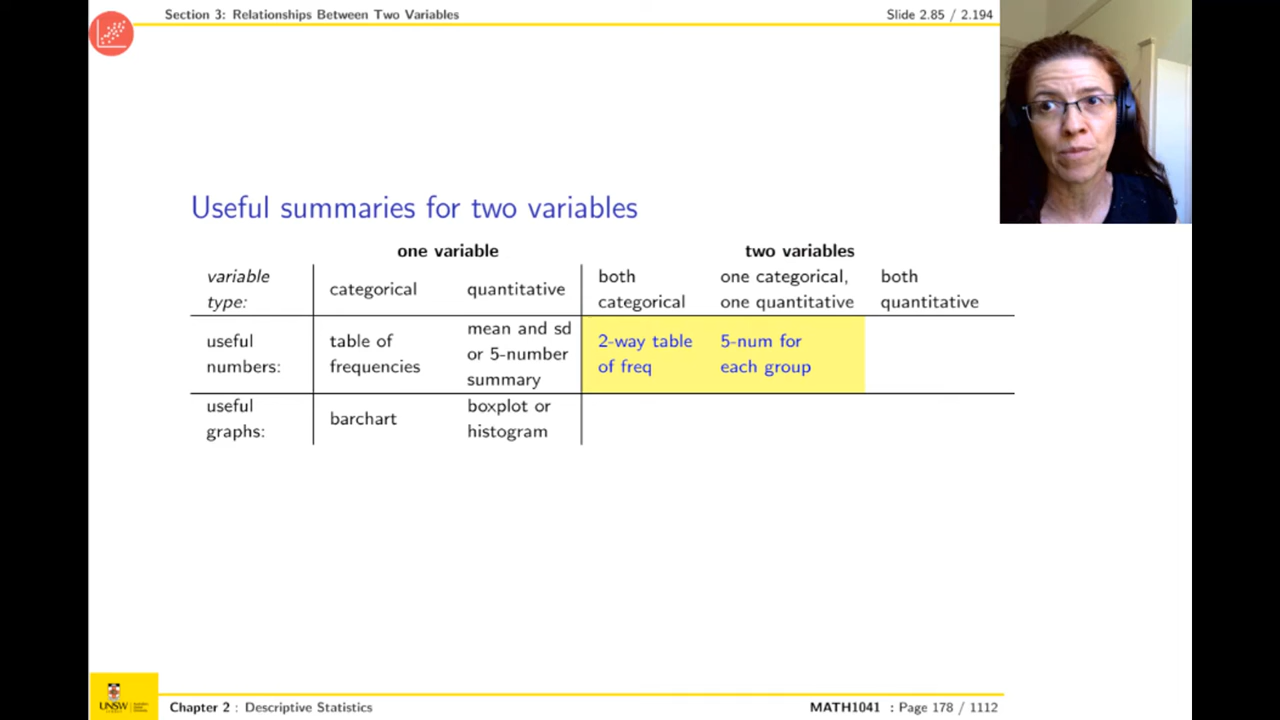 Section 3: Relationships Between Two Variables
Slide 2.85 / 2.194
Useful summaries for two variables
one variable two variables
variable type: categorical quantitative both categorical one categorical, one quantitative both quantitative
useful numbers: table of frequencies mean and sd or 5-number summary 2-way table of freq 5-num for each group
useful graphs: barchart boxplot or histogram
UNSW
Chapter 2 : Descriptive Statistics
MATH1041 : Page 178 / 1112